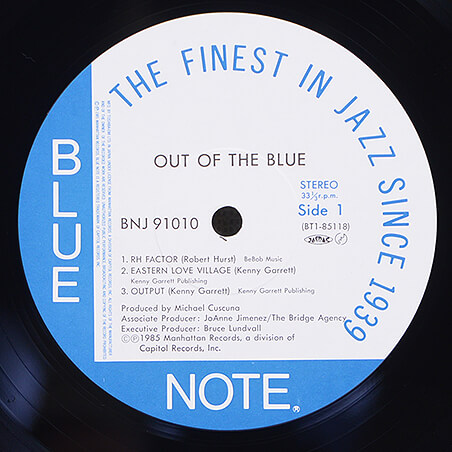 THE FINEST IN JAZZ SINCE 1939
BLUE
OUT OF THE BLUE
STEREO
33⅓ r.p.m.
BNJ 91010
Side 1
(BT1-85118)
JASRAC
1. RH FACTOR (Robert Hurst) BeBob Music
2. EASTERN LOVE VILLAGE (Kenny Garrett)
Kenny Garrett Publishing
3. OUTPUT (Kenny Garrett) Kenny Garrett Publishing
Produced by Michael Cuscuna
Associate Producer: JoAnne Jimenez/The Bridge Agency
Executive Producer: Bruce Lundvall
©Ⓟ1985 Manhattan Records, a division of
Capitol Records, Inc.
NOTE®